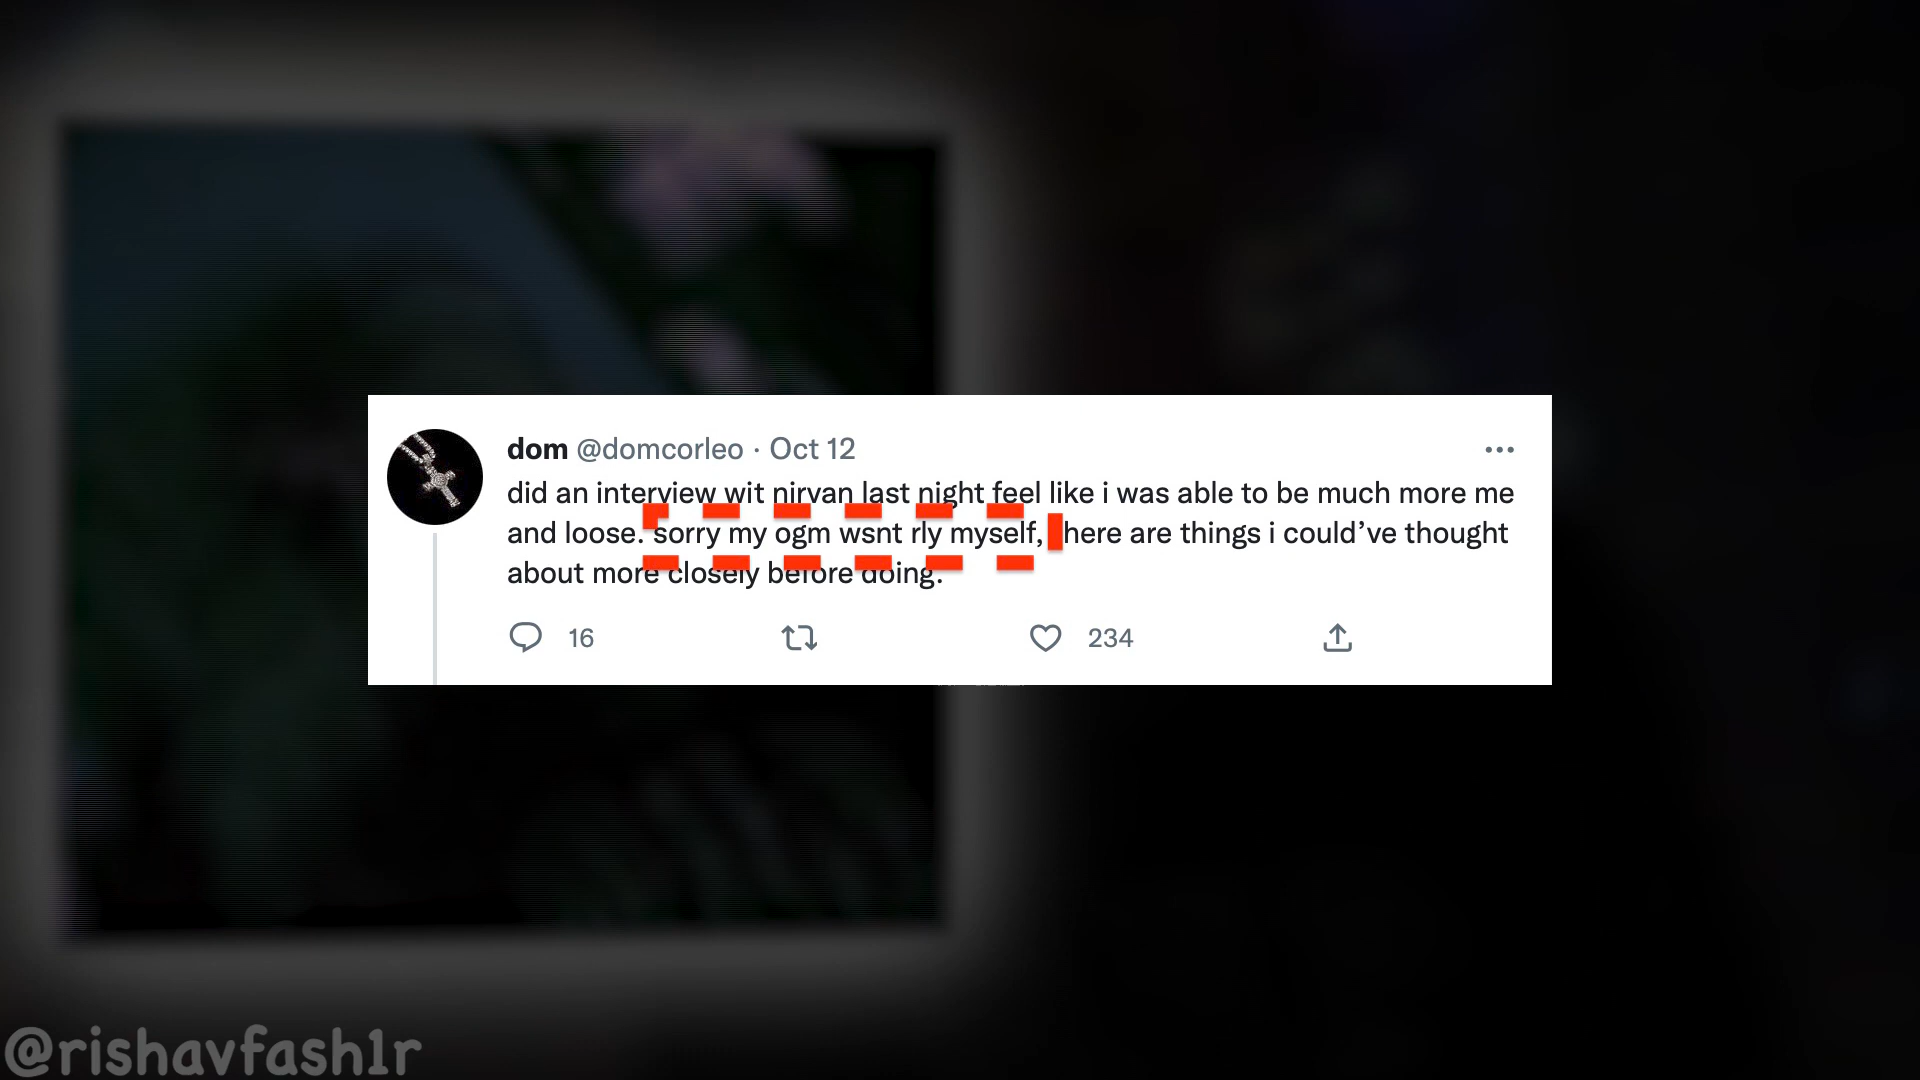 dom @domcorleo · Oct 12
did an interview wit nirvan last night feel like i was able to be much more me
and loose. sorry my ogm wsnt rly myself, here are things i could’ve thought
about more closely before doing.
16
234
@rishavfash1r